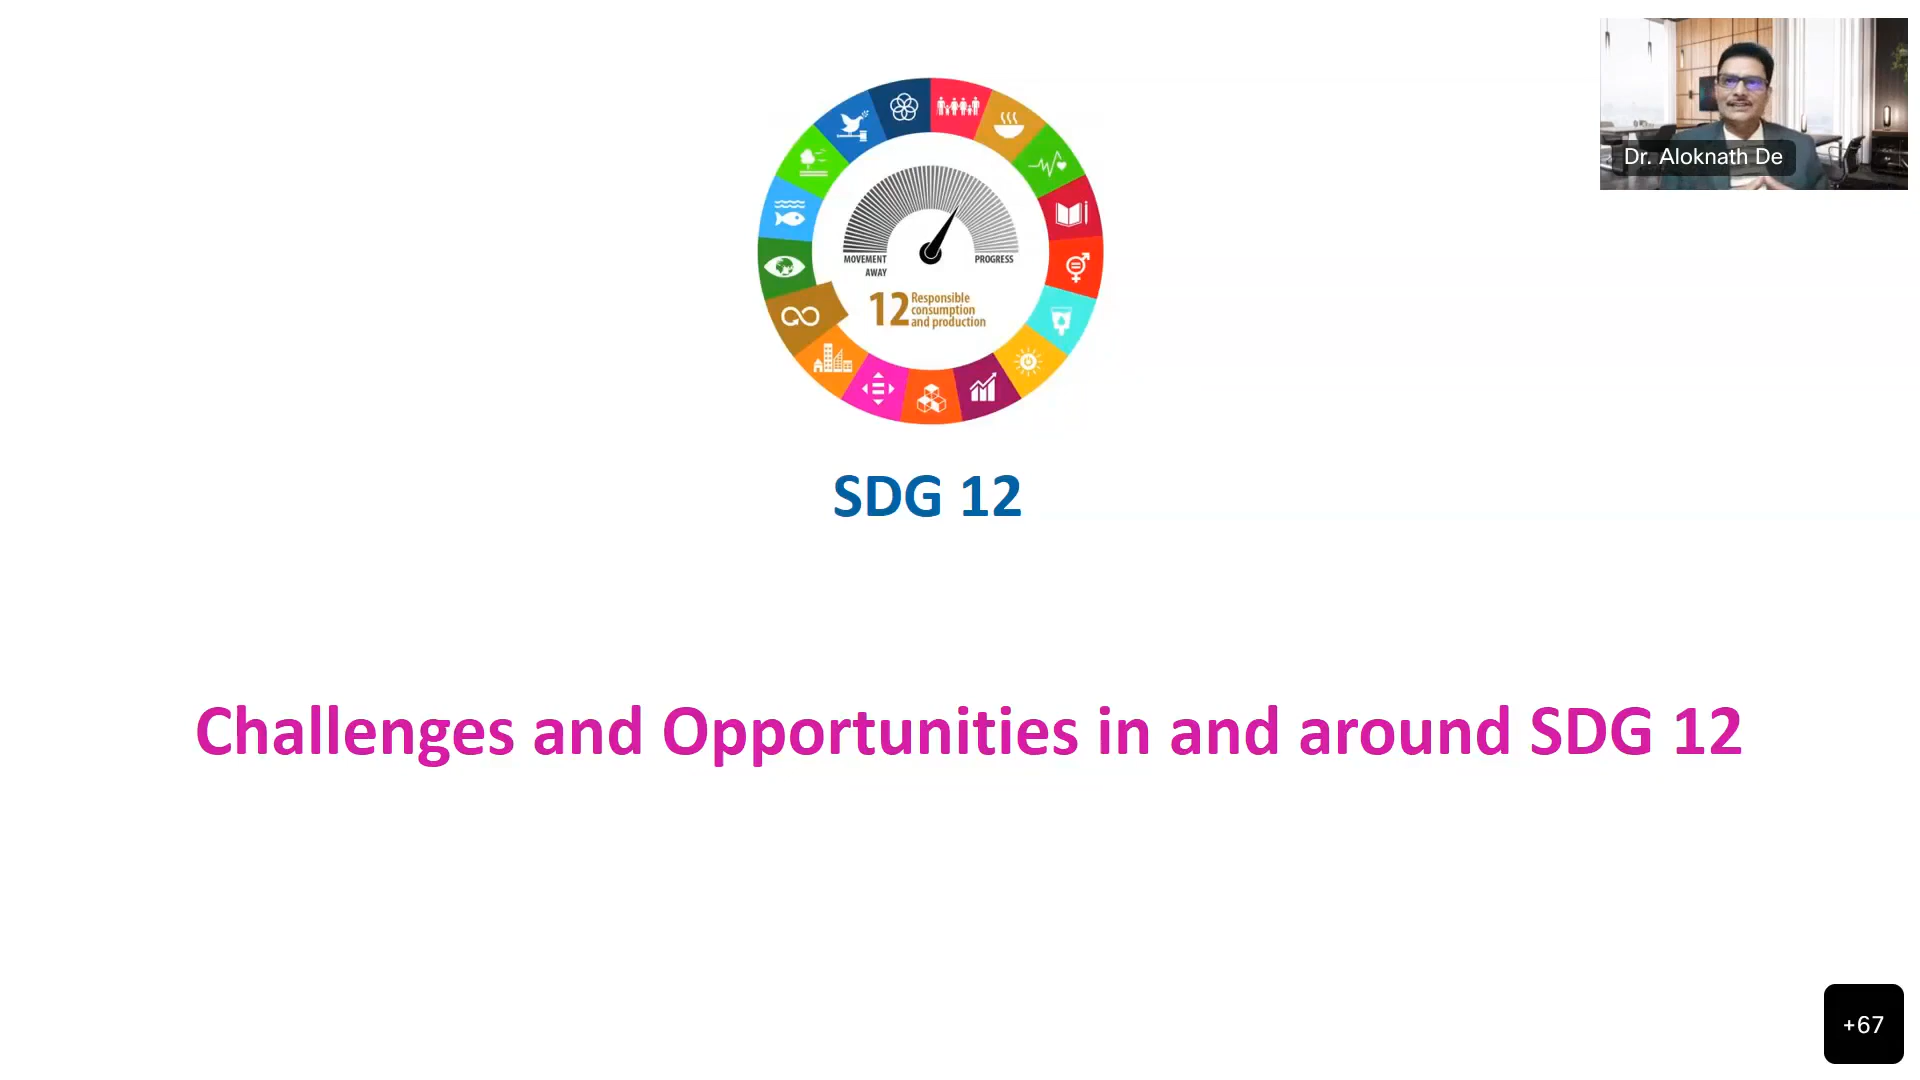 Dr. Aloknath De
MOVEMENT
AWAY
PROGRESS
12 Responsible
consumption
and production
SDG 12
Challenges and Opportunities in and around SDG 12
+67